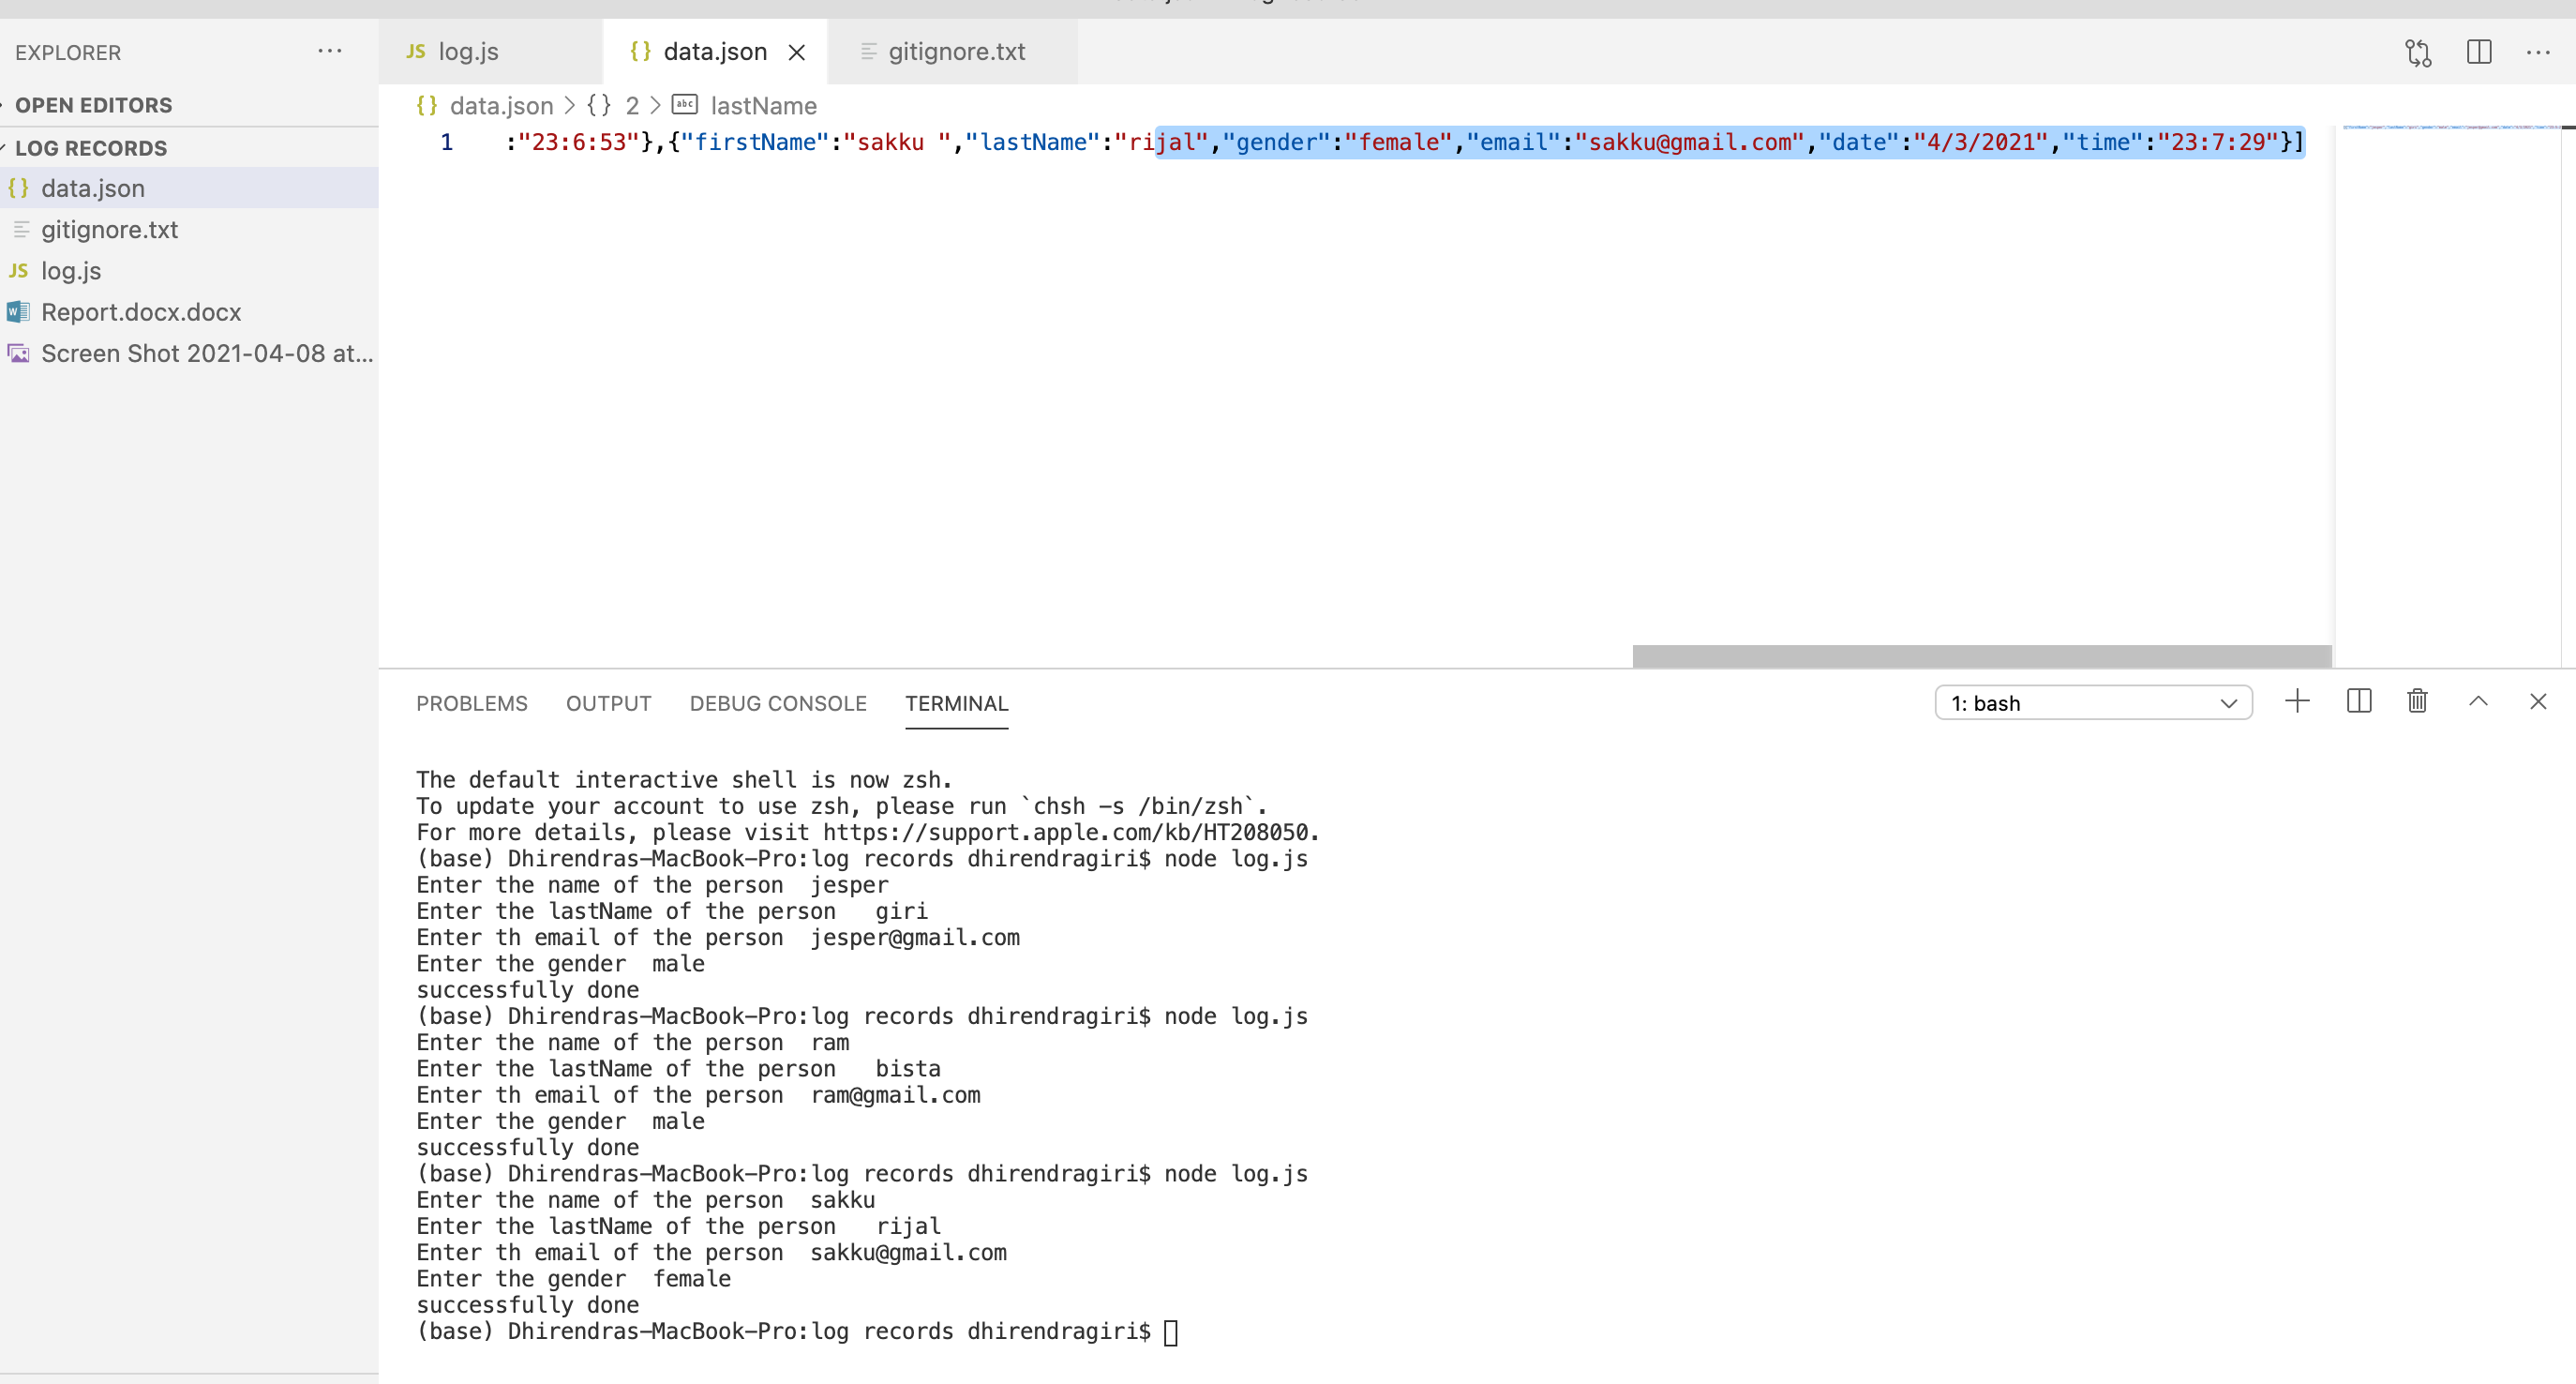 EXPLORER
OPEN EDITORS
LOG RECORDS
data.json
gitignore.txt
JS log.js
Report.docx.docx
Screen Shot 2021-04-08 at...
JS log.js
{} data.json
gitignore.txt
{} data.json > {} 2 > abc lastName
1 :"23:6:53"},{"firstName":"sakku ","lastName":"rijal","gender":"female","email":"sakku@gmail.com","date":"4/3/2021","time":"23:7:29"}]
PROBLEMS OUTPUT DEBUG CONSOLE TERMINAL
1: bash
The default interactive shell is now zsh.
To update your account to use zsh, please run `chsh -s /bin/zsh`.
For more details, please visit https://support.apple.com/kb/HT208050.
(base) Dhirendras-MacBook-Pro:log records dhirendragiri$ node log.js
Enter the name of the person  jesper
Enter the lastName of the person   giri
Enter th email of the person  jesper@gmail.com
Enter the gender  male
successfully done
(base) Dhirendras-MacBook-Pro:log records dhirendragiri$ node log.js
Enter the name of the person  ram
Enter the lastName of the person   bista
Enter th email of the person  ram@gmail.com
Enter the gender  male
successfully done
(base) Dhirendras-MacBook-Pro:log records dhirendragiri$ node log.js
Enter the name of the person  sakku
Enter the lastName of the person   rijal
Enter th email of the person  sakku@gmail.com
Enter the gender  female
successfully done
(base) Dhirendras-MacBook-Pro:log records dhirendragiri$